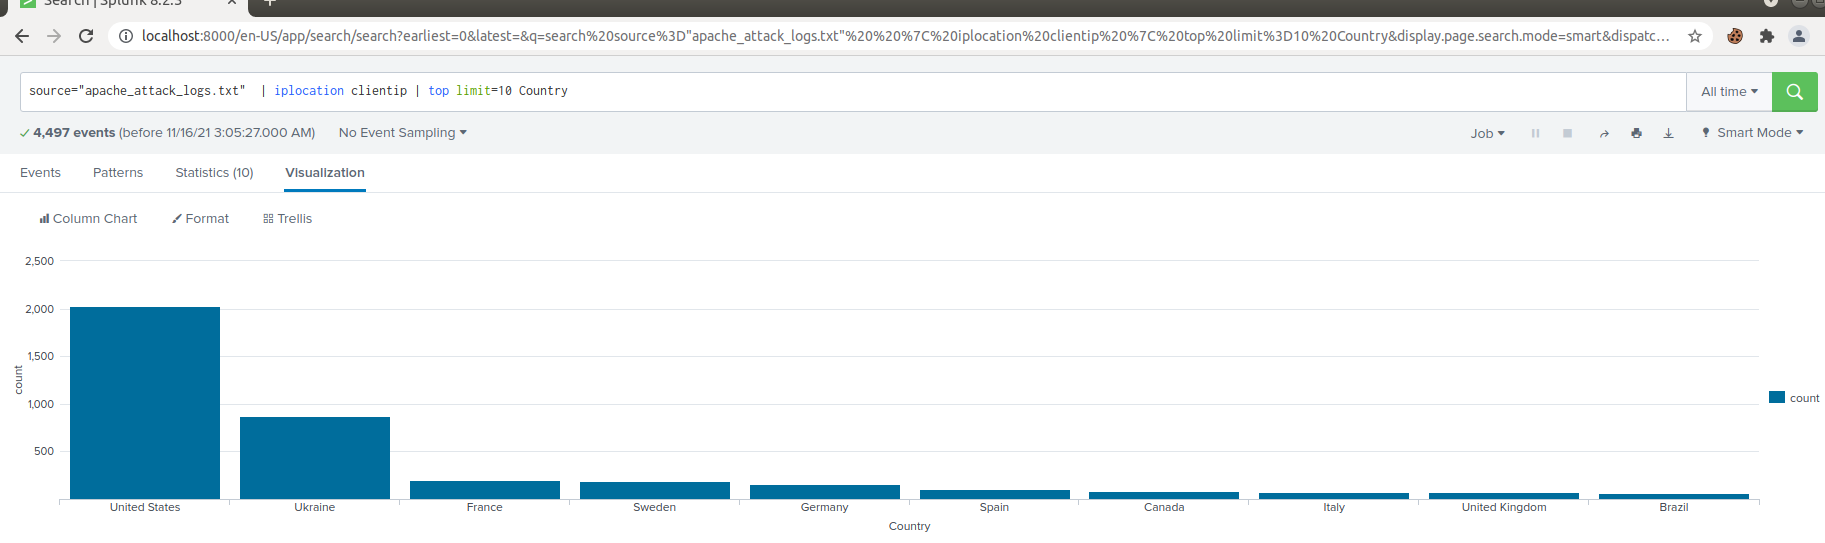 Search | Splunk 8.2.3
localhost:8000/en-US/app/search/search?earliest=0&latest=&q=search%20source%3D"apache_attack_logs.txt"%20%20%7C%20iplocation%20clientip%20%7C%20top%20limit%3D10%20Country&display.page.search.mode=smart&dispatc...
source="apache_attack_logs.txt"  | iplocation clientip | top limit=10 Country
All time
4,497 events (before 11/16/21 3:05:27.000 AM)
No Event Sampling
Job
Smart Mode
Events
Patterns
Statistics (10)
Visualization
Column Chart
Format
Trellis
2,500
2,000
1,500
1,000
500
count
United States
Ukraine
France
Sweden
Germany
Spain
Canada
Italy
United Kingdom
Brazil
Country
count